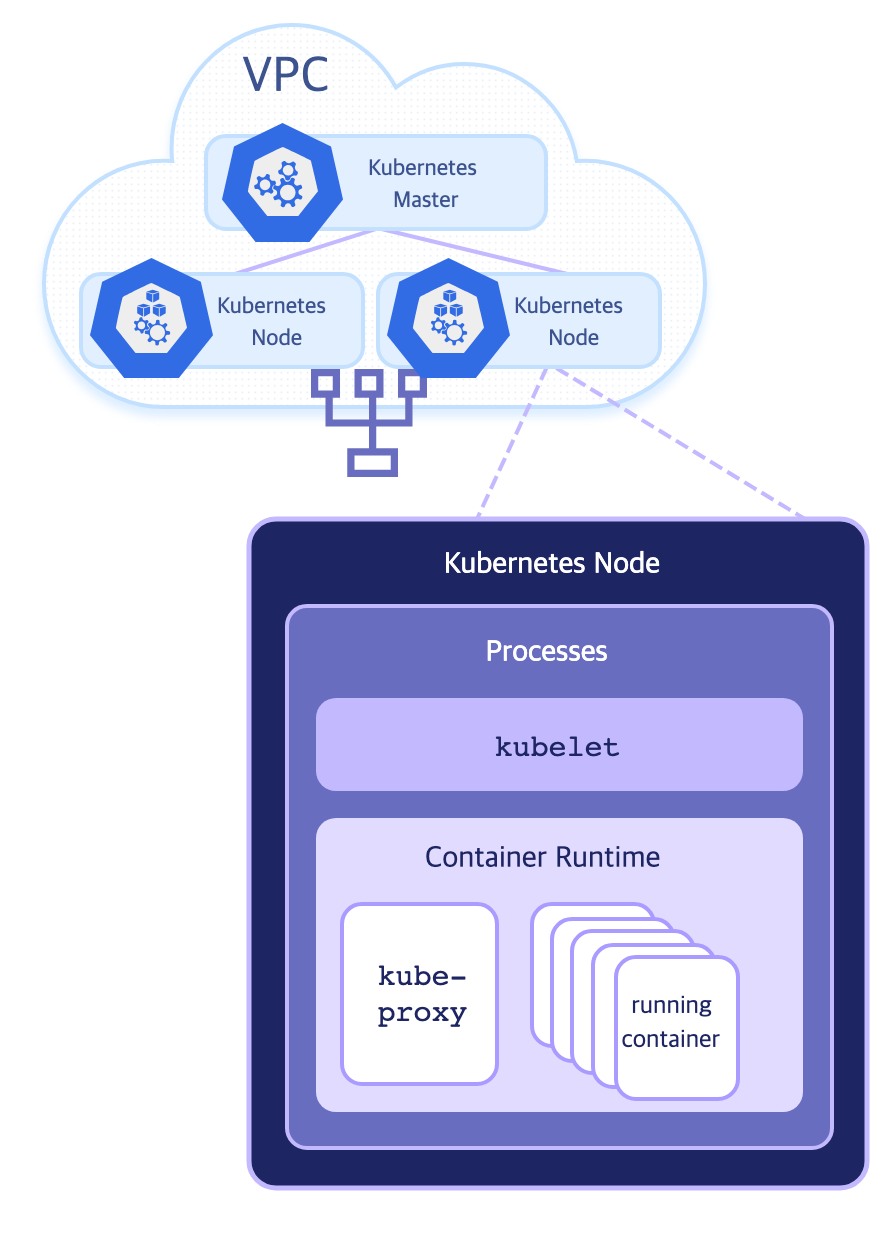 VPC
Kubernetes
Master
Kubernetes
Node
Kubernetes
Node
Kubernetes Node
Processes
kubelet
Container Runtime
kube-
proxy
running
container